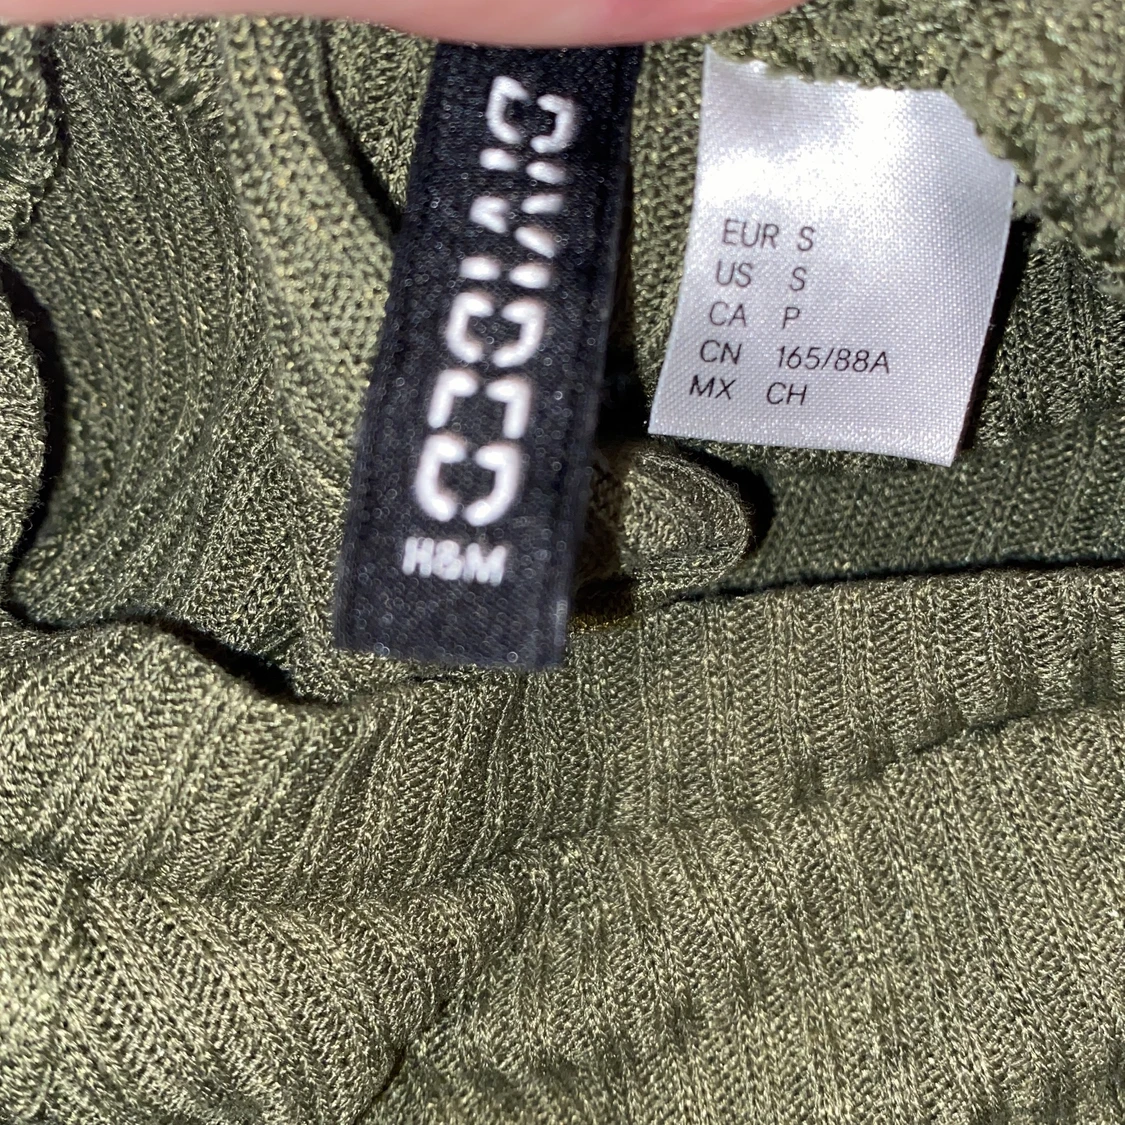 DIVIDED
H&M
EUR S
US S
CA P
CN 165/88A
MX CH